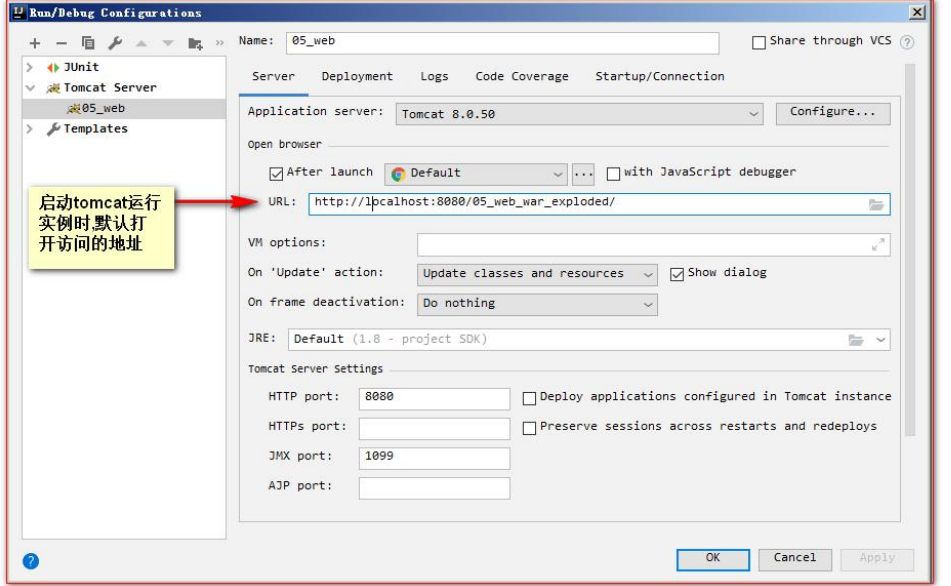 Run/Debug Configurations
Name: 05_web
Share through VCS
JUnit
Tomcat Server
05_web
Templates
Server Deployment Logs Code Coverage Startup/Connection
Application server: Tomcat 8.0.50 Configure...
Open browser
After launch Default ... with JavaScript debugger
URL: http://localhost:8080/05_web_war_exploded/
启动tomcat运行
实例时,默认打
开访问的地址
VM options:
On 'Update' action: Update classes and resources Show dialog
On frame deactivation: Do nothing
JRE: Default (1.8 - project SDK)
Tomcat Server Settings
HTTP port: 8080 Deploy applications configured in Tomcat instance
HTTPs port: Preserve sessions across restarts and redeploys
JMX port: 1099
AJP port:
OK Cancel Apply